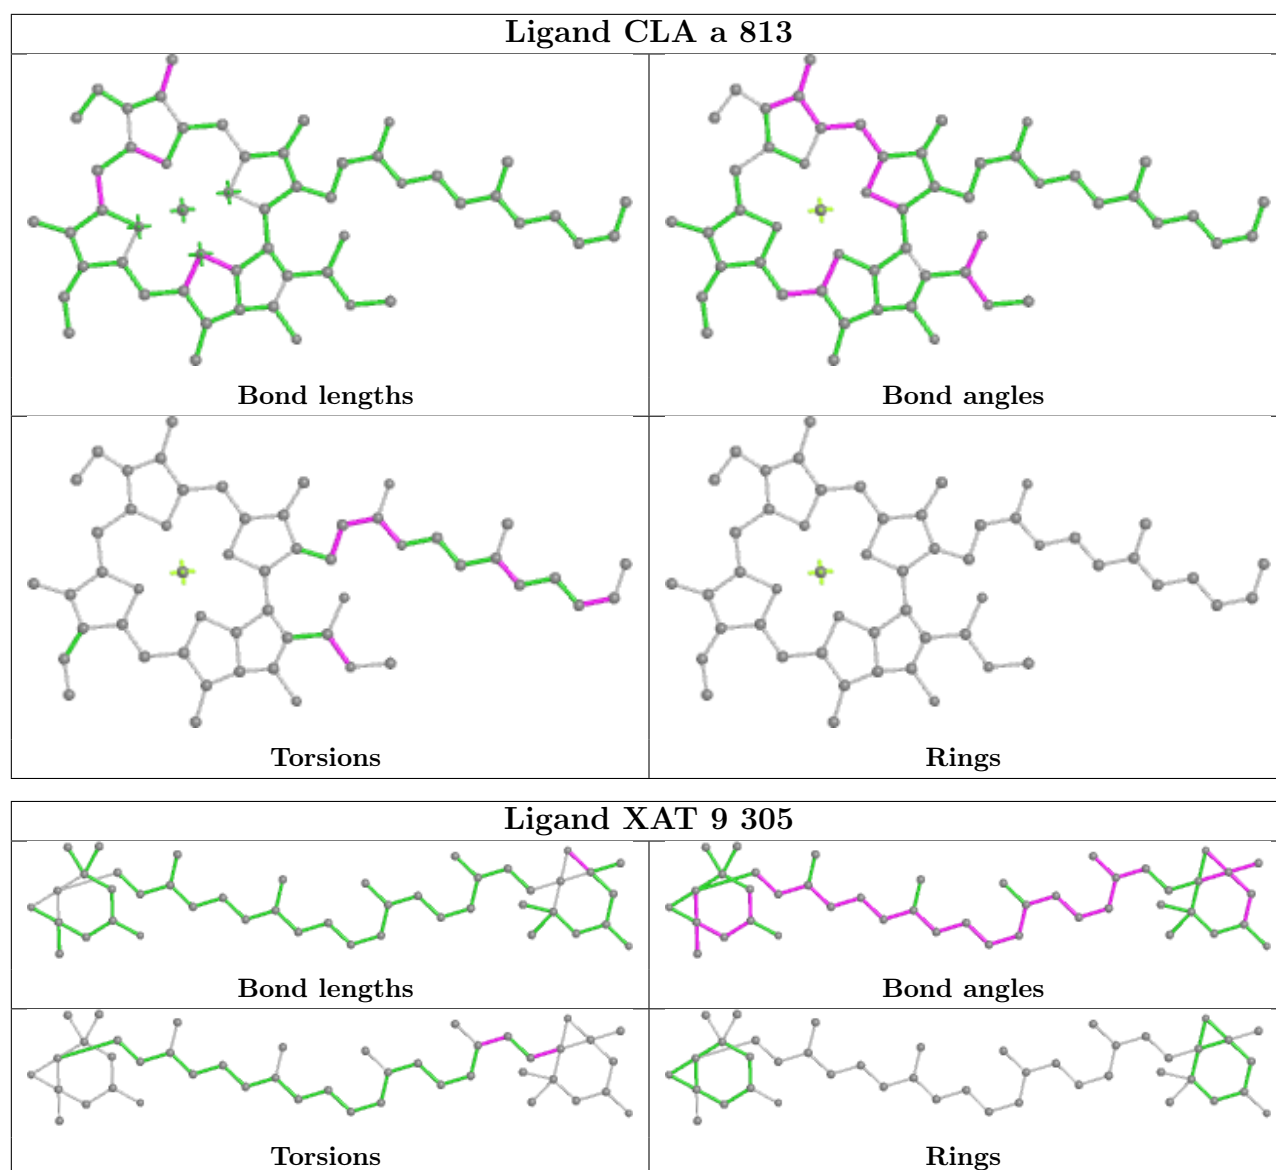 Ligand CLA a 813
Bond lengths
Bond angles
Torsions
Rings
Ligand XAT 9 305
Bond lengths
Bond angles
Torsions
Rings